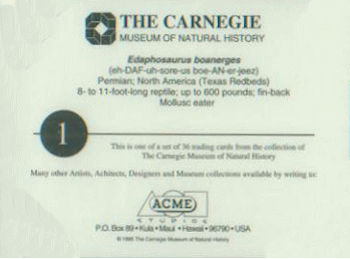 THE CARNEGIE
MUSEUM OF NATURAL HISTORY
Edaphosaurus boanerges
(eh-DAF-uh-sore-us boe-AN-er-jeez)
Permian; North America (Texas Redbeds)
8- to 11-foot-long reptile; up to 600 pounds; fin-back
Mollusc eater
1
This is one of a set of 36 trading cards from the collection of
The Carnegie Museum of Natural History
Many other Artists, Achitects, Designers and Museum collections available by writing to:
ACME
STUDIOS
P.O. Box 89 • Kula • Maui • Hawaii • 96790 • USA
© 1995 The Carnegie Museum of Natural History